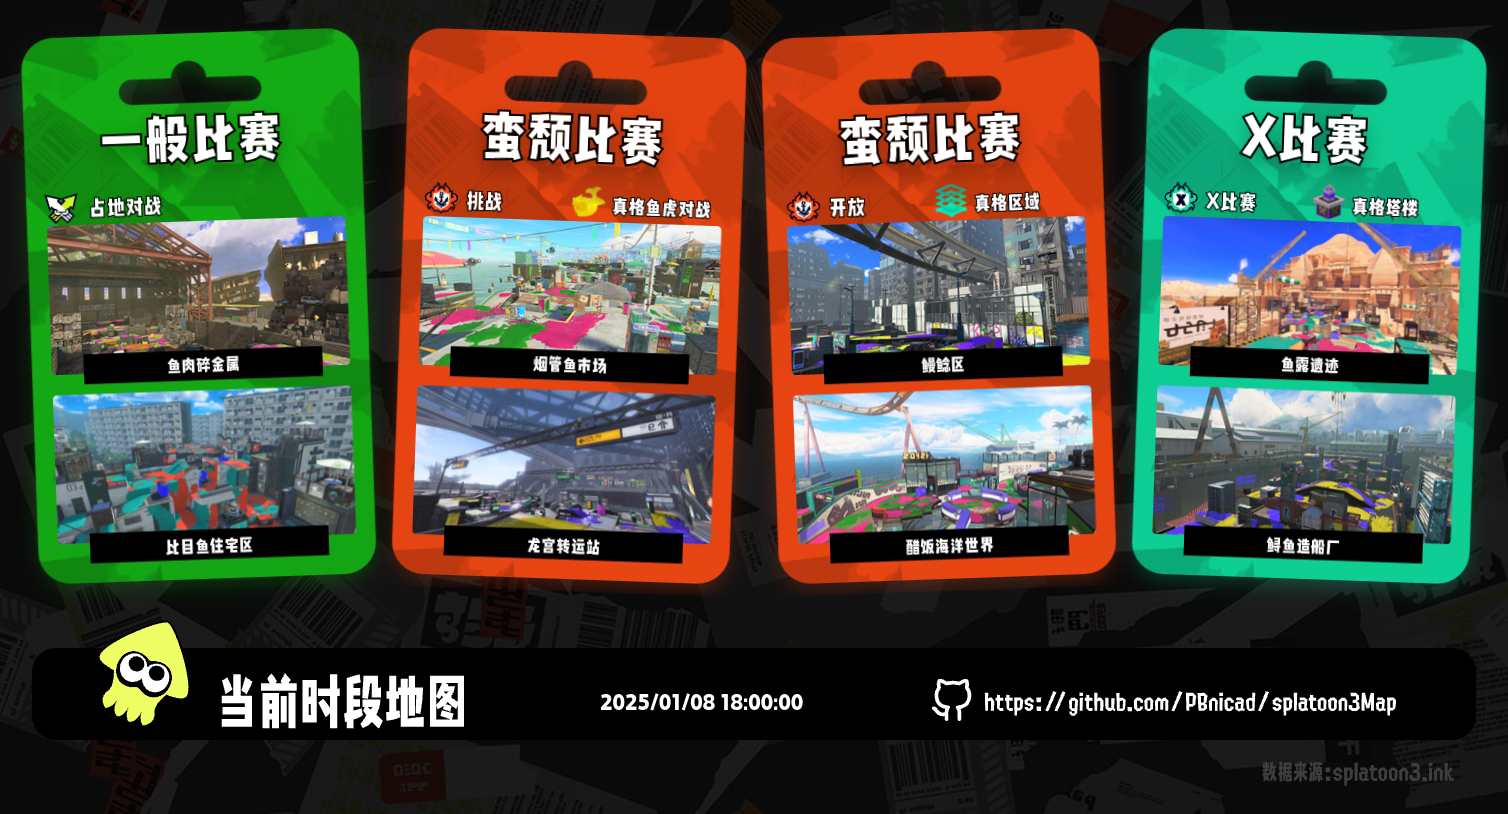 一般比赛
占地对战
鱼肉碎金属
比目鱼住宅区
蛮颓比赛
挑战
真格鱼虎对战
烟管鱼市场
龙宫转运站
蛮颓比赛
开放
真格区域
鳗鲶区
醋饭海洋世界
X比赛
X比赛
真格塔楼
鱼露遗迹
鲟鱼造船厂
当前时段地图
2025/01/08 18:00:00
https://github.com/PBnicad/splatoon3Map
数据来源:splatoon3.ink